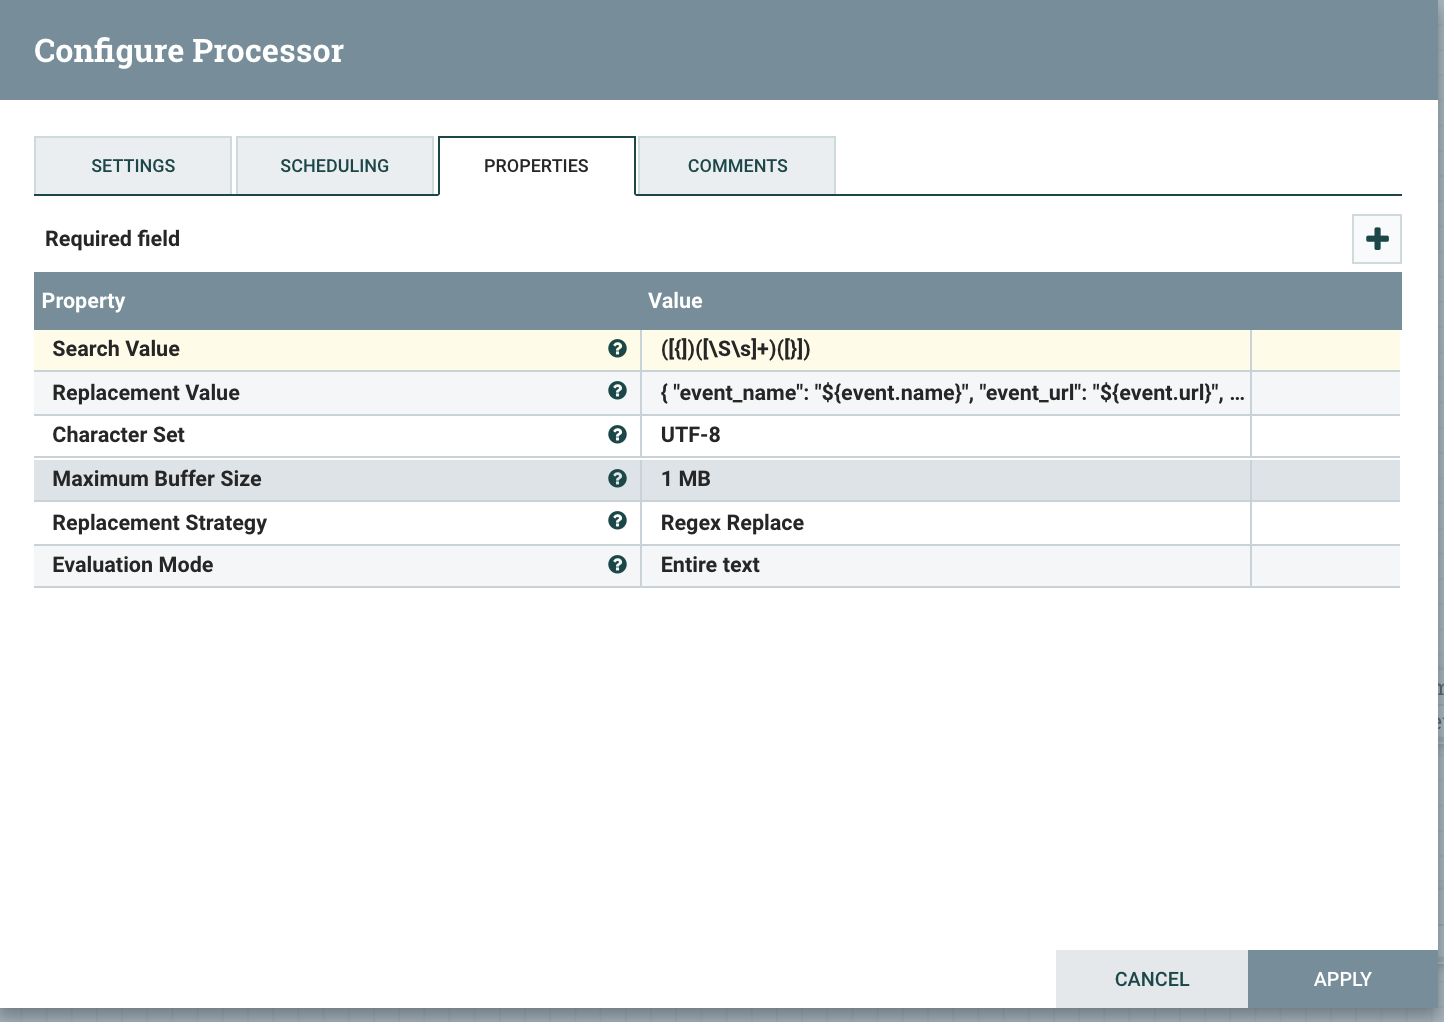 Configure Processor
SETTINGS SCHEDULING PROPERTIES COMMENTS
Required field
Property Value
Search Value ([{])([\S\s]+)([}])
Replacement Value { "event_name": "${event.name}", "event_url": "${event.url}", ...
Character Set UTF-8
Maximum Buffer Size 1 MB
Replacement Strategy Regex Replace
Evaluation Mode Entire text
CANCEL APPLY